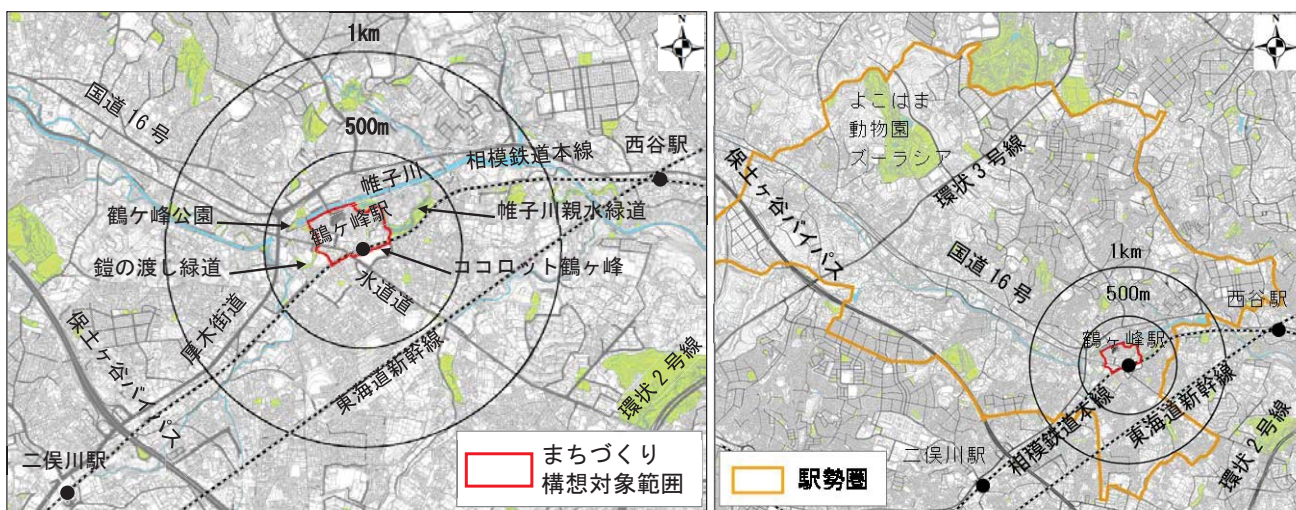 1km
N
国道16号
500m
西谷駅
相模鉄道本線
帷子川
鶴ケ峰公園
鶴ケ峰駅
帷子川親水緑道
鎧の渡し緑道
ココロット鶴ケ峰
水道道
厚木街道
保土ヶ谷バイパス
東海道新幹線
環状2号線
二俣川駅
まちづくり
構想対象範囲
N
よこはま
動物園
ズーラシア
環状3号線
保土ヶ谷バイパス
国道16号
1km
500m
西谷駅
鶴ケ峰駅
東海道新幹線
相模鉄道本線
二俣川駅
環状2号線
駅勢圏